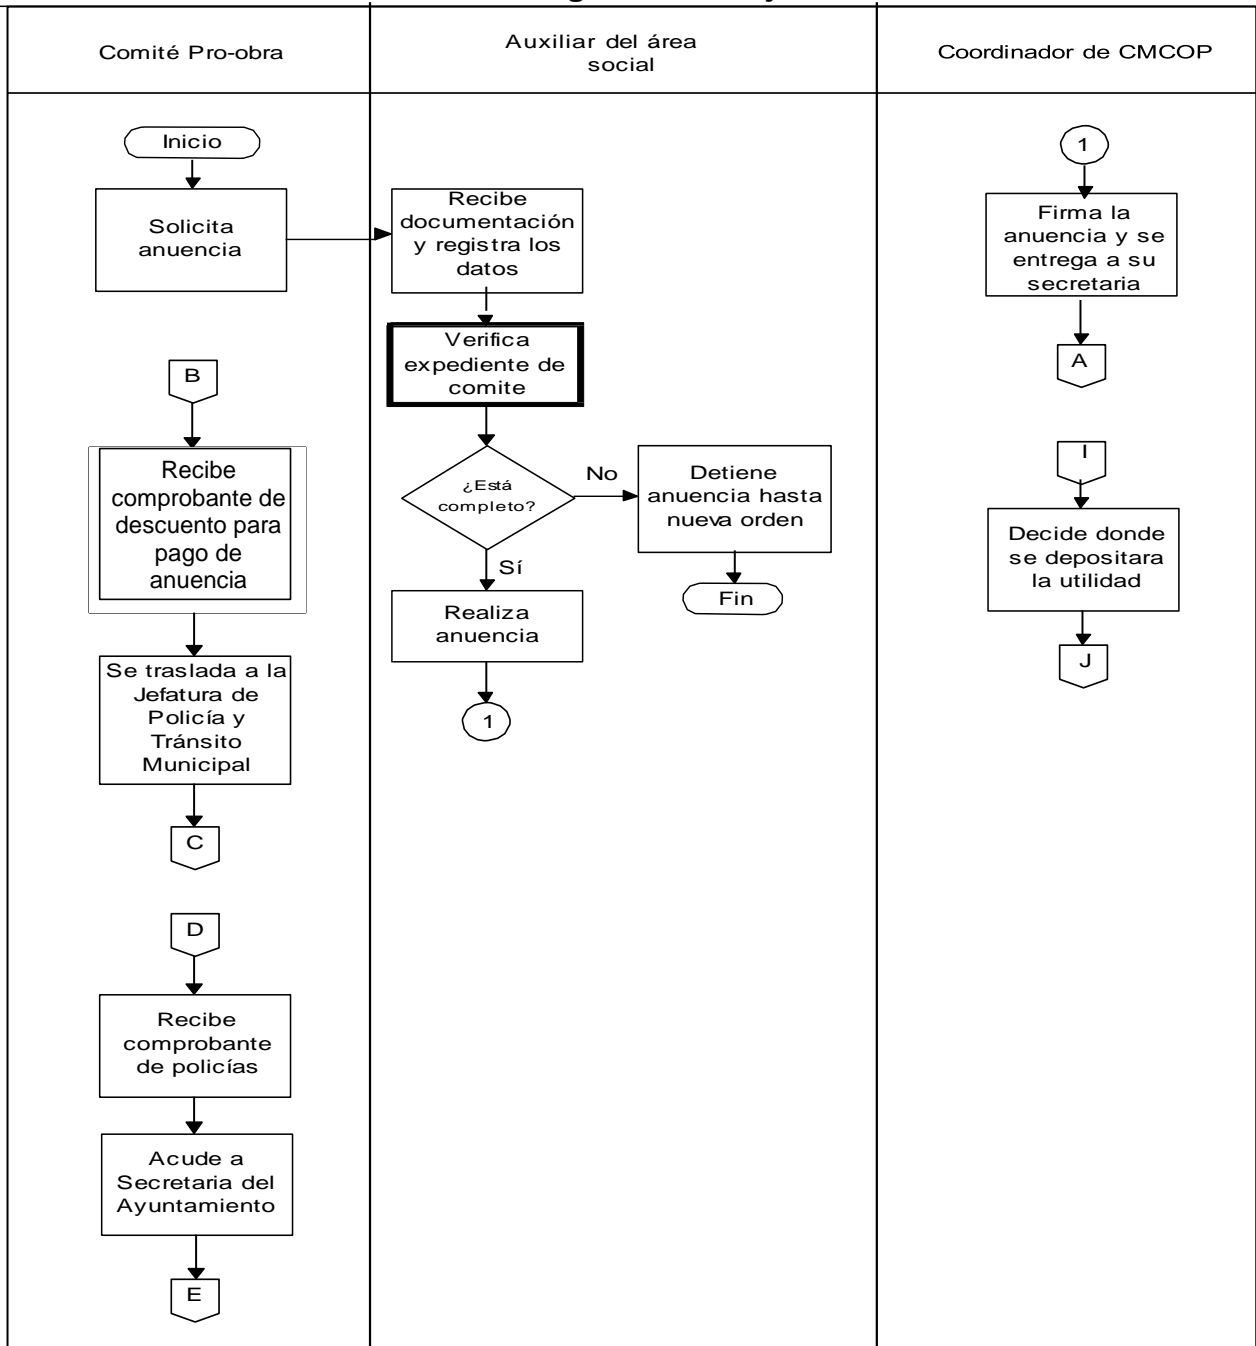 Comité Pro-obra
Auxiliar del área
social
Coordinador de CMCOP
Inicio
Solicita
anuencia
B
Recibe
comprobante de
descuento para
pago de
anuencia
Se traslada a la
Jefatura de
Policía y
Tránsito
Municipal
C
D
Recibe
comprobante
de policías
Acude a
Secretaria del
Ayuntamiento
E
Recibe
documentación
y registra los
datos
Verifica
expediente de
comite
¿Está
completo?
No
Detiene
anuencia hasta
nueva orden
Fin
Sí
Realiza
anuencia
1
1
Firma la
anuencia y se
entrega a su
secretaria
A
I
Decide donde
se depositara
la utilidad
J